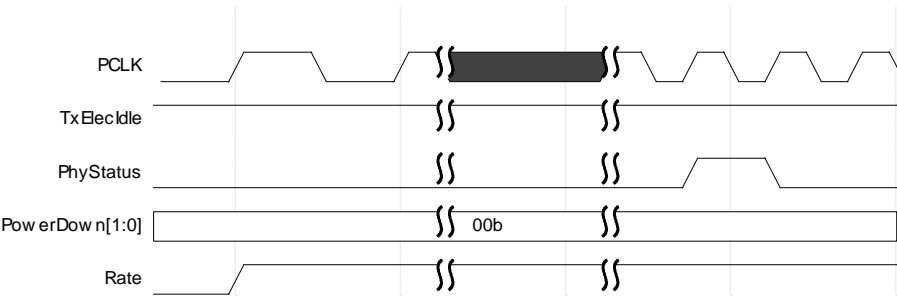 PCLK
TxElecIdle
PhyStatus
PowerDown[1:0] 00b
Rate